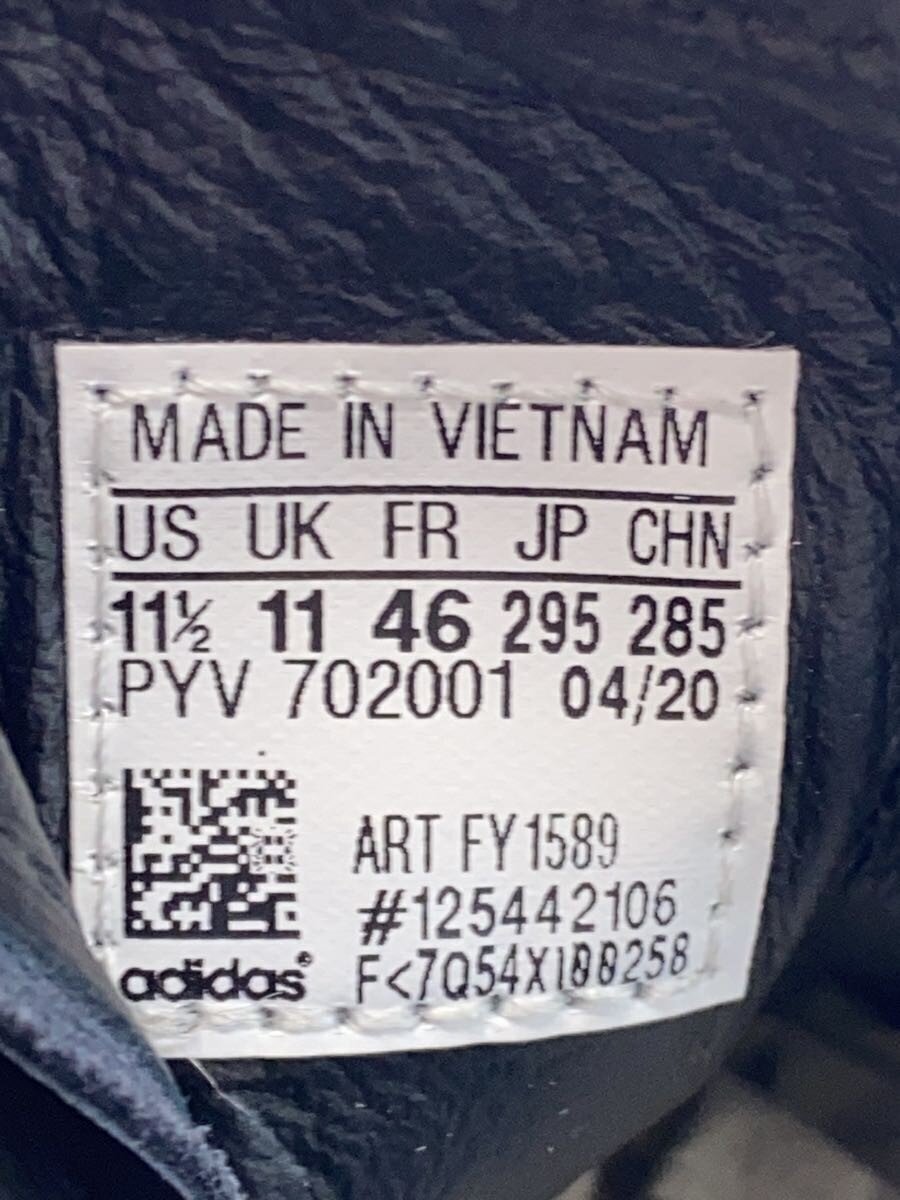 MADE IN VIETNAM
US UK FR JP CHN
11½ 11 46 295 285
PYV 702001 04/20
ART FY1589
#125442106
F<7Q54X100258
adidas®